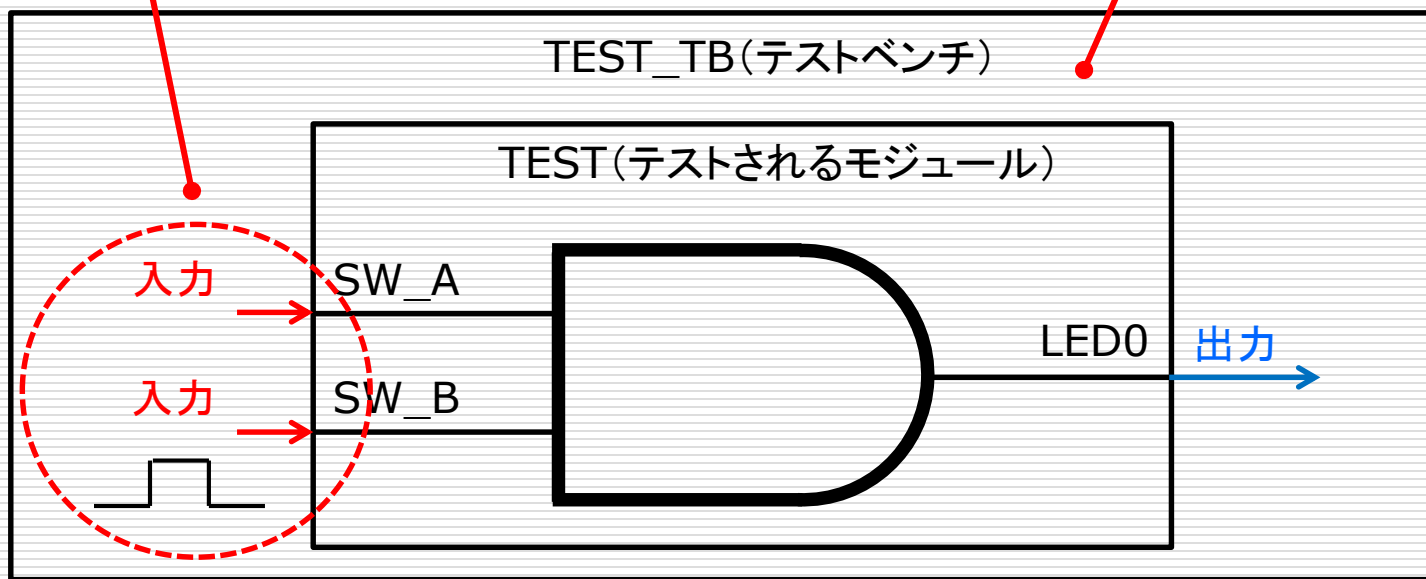 TEST_TB(テストベンチ)
TEST(テストされるモジュール)
入力
SW_A
LED0
出力
入力
SW_B